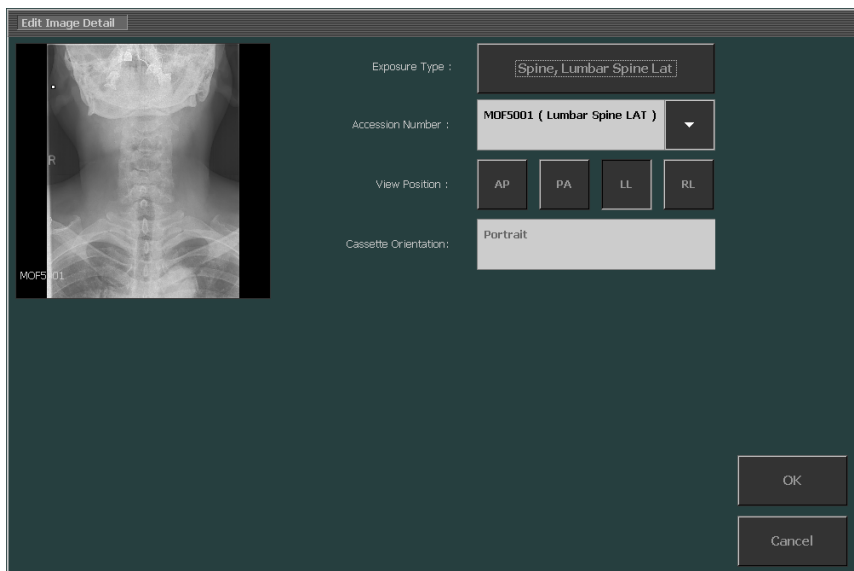 Edit Image Detail
Exposure Type :
Spine, Lumbar Spine Lat
Accession Number :
MOF5001 ( Lumbar Spine LAT )
View Position :
AP
PA
LL
RL
Cassette Orientation:
Portrait
R
MOF5001
OK
Cancel